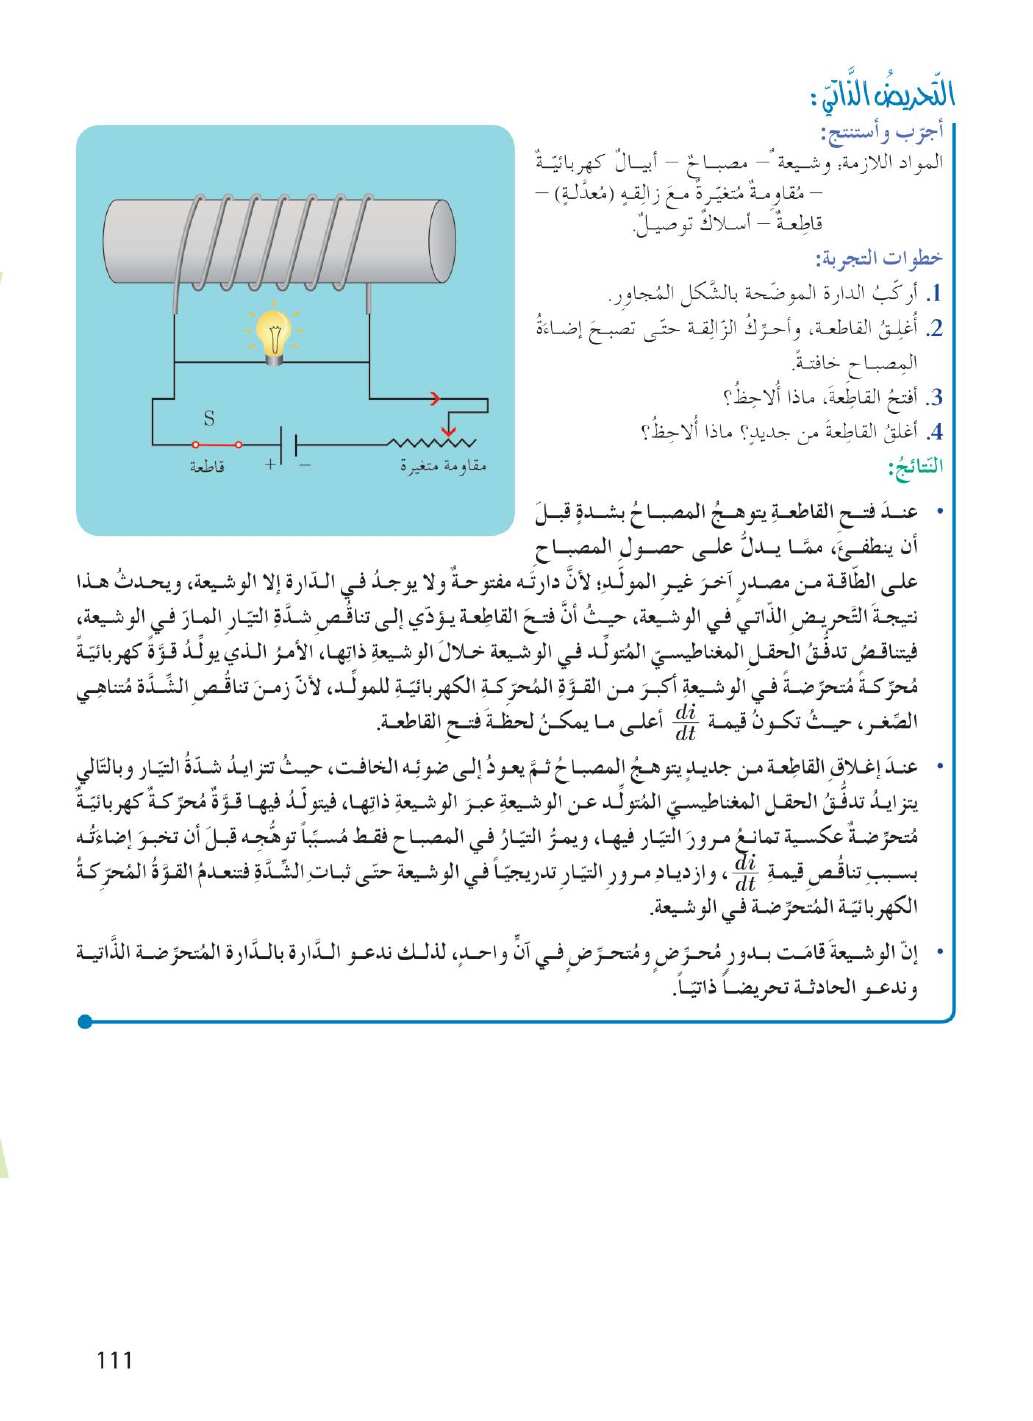 التّحريضُ الذَّاتيّ:
أجرّب وأستنتج:
المواد اللازمة: وشيعةٌ – مصباحٌ – أبيالٌ كهربائيّةٌ
– مُقاوِمةٌ مُتغيّرةٌ معَ زالِقهِ (مُعدَّلةٍ) –
قاطِعةٌ – أسلاكُ توصيلٍ.
خطوات التجربة:
1. أركّبُ الدارة الموضّحة بالشَّكل المُجاوِرِ.
2. أُغلِقُ القاطعة، وأحرِّكُ الزّالِقة حتّى تصبحَ إضاءةُ
المِصباحِ خافتةً.
3. أفتحُ القاطِعةَ، ماذا أُلاحِظُ؟
4. أغلقُ القاطِعةَ من جديدٍ؟ ماذا أُلاحِظُ؟
S
قاطعة
+
–
مقاومة متغيرة
النّتائجُ:
• عندَ فتحِ القاطعةِ يتوهجُ المصباحُ بشدةٍ قبلَ
أن ينطفئَ، ممَّا يدلُّ على حصولِ المصباحِ
على الطّاقة من مصدرٍ آخرَ غيرِ المولّدِ؛ لأنَّ دارتَه مفتوحةٌ ولا يوجدُ في الدّارة إلا الوشيعة، ويحدثُ هذا
نتيجةَ التَّحريضِ الذّاتي في الوشيعة، حيثُ أنَّ فتحَ القاطِعة يؤدّي إلى تناقُصِ شدَّةِ التيّارِ المارّ في الوشيعة،
فيتناقصُ تدفُّقُ الحقلِ المغناطيسيّ المُتولِّد في الوشيعة خلالَ الوشيعةِ ذاتِها، الأمرُ الذي يولّدُ قوَّةً كهربائيّةً
مُحرّكةً مُتحرّضةً في الوشيعةِ أكبرَ من القوَّةِ المُحرّكةِ الكهربائيّةِ للمولّد، لأنّ زمنَ تناقُصِ الشِّدَّة مُتناهِي
الصِّغر، حيثُ تكونُ قيمة di/dt أعلى ما يمكنُ لحظةَ فتحِ القاطعة.
• عندَ إغلاقِ القاطِعة من جديدٍ يتوهجُ المصباحُ ثمَّ يعودُ إلى ضوئِه الخافت، حيثُ تتزايدُ شدّةُ التيّار وبالتّالي
يتزايدُ تدفُّقُ الحقلِ المغناطيسيّ المُتولِّد عن الوشيعةِ عبرَ الوشيعةِ ذاتِها، فيتولّدُ فيها قوَّةٌ مُحرّكةٌ كهربائيّةٌ
مُتحرّضةٌ عكسية تمانعُ مرورَ التيّار فيها، ويمرُّ التيّارُ في المصباح فقط مُسبِّباً توهُّجه قبلَ أن تخبوَ إضاءَتُه
بسببِ تناقُصِ قيمةِ di/dt، وازديادِ مرورِ التيّارِ تدريجيّاً في الوشيعة حتّى ثباتِ الشِّدَّةِ فتنعدمُ القوَّةُ المُحرّكةُ
الكهربائيّة المُتحرّضة في الوشيعة.
• إنّ الوشيعةَ قامَت بدورِ مُحرّضٍ ومُتحرّضٍ في آنٍّ واحدٍ، لذلك ندعو الدَّارة بالدَّارة المُتحرّضة الذَّاتية
وندعو الحادثة تحريضاً ذاتيّاً.
111